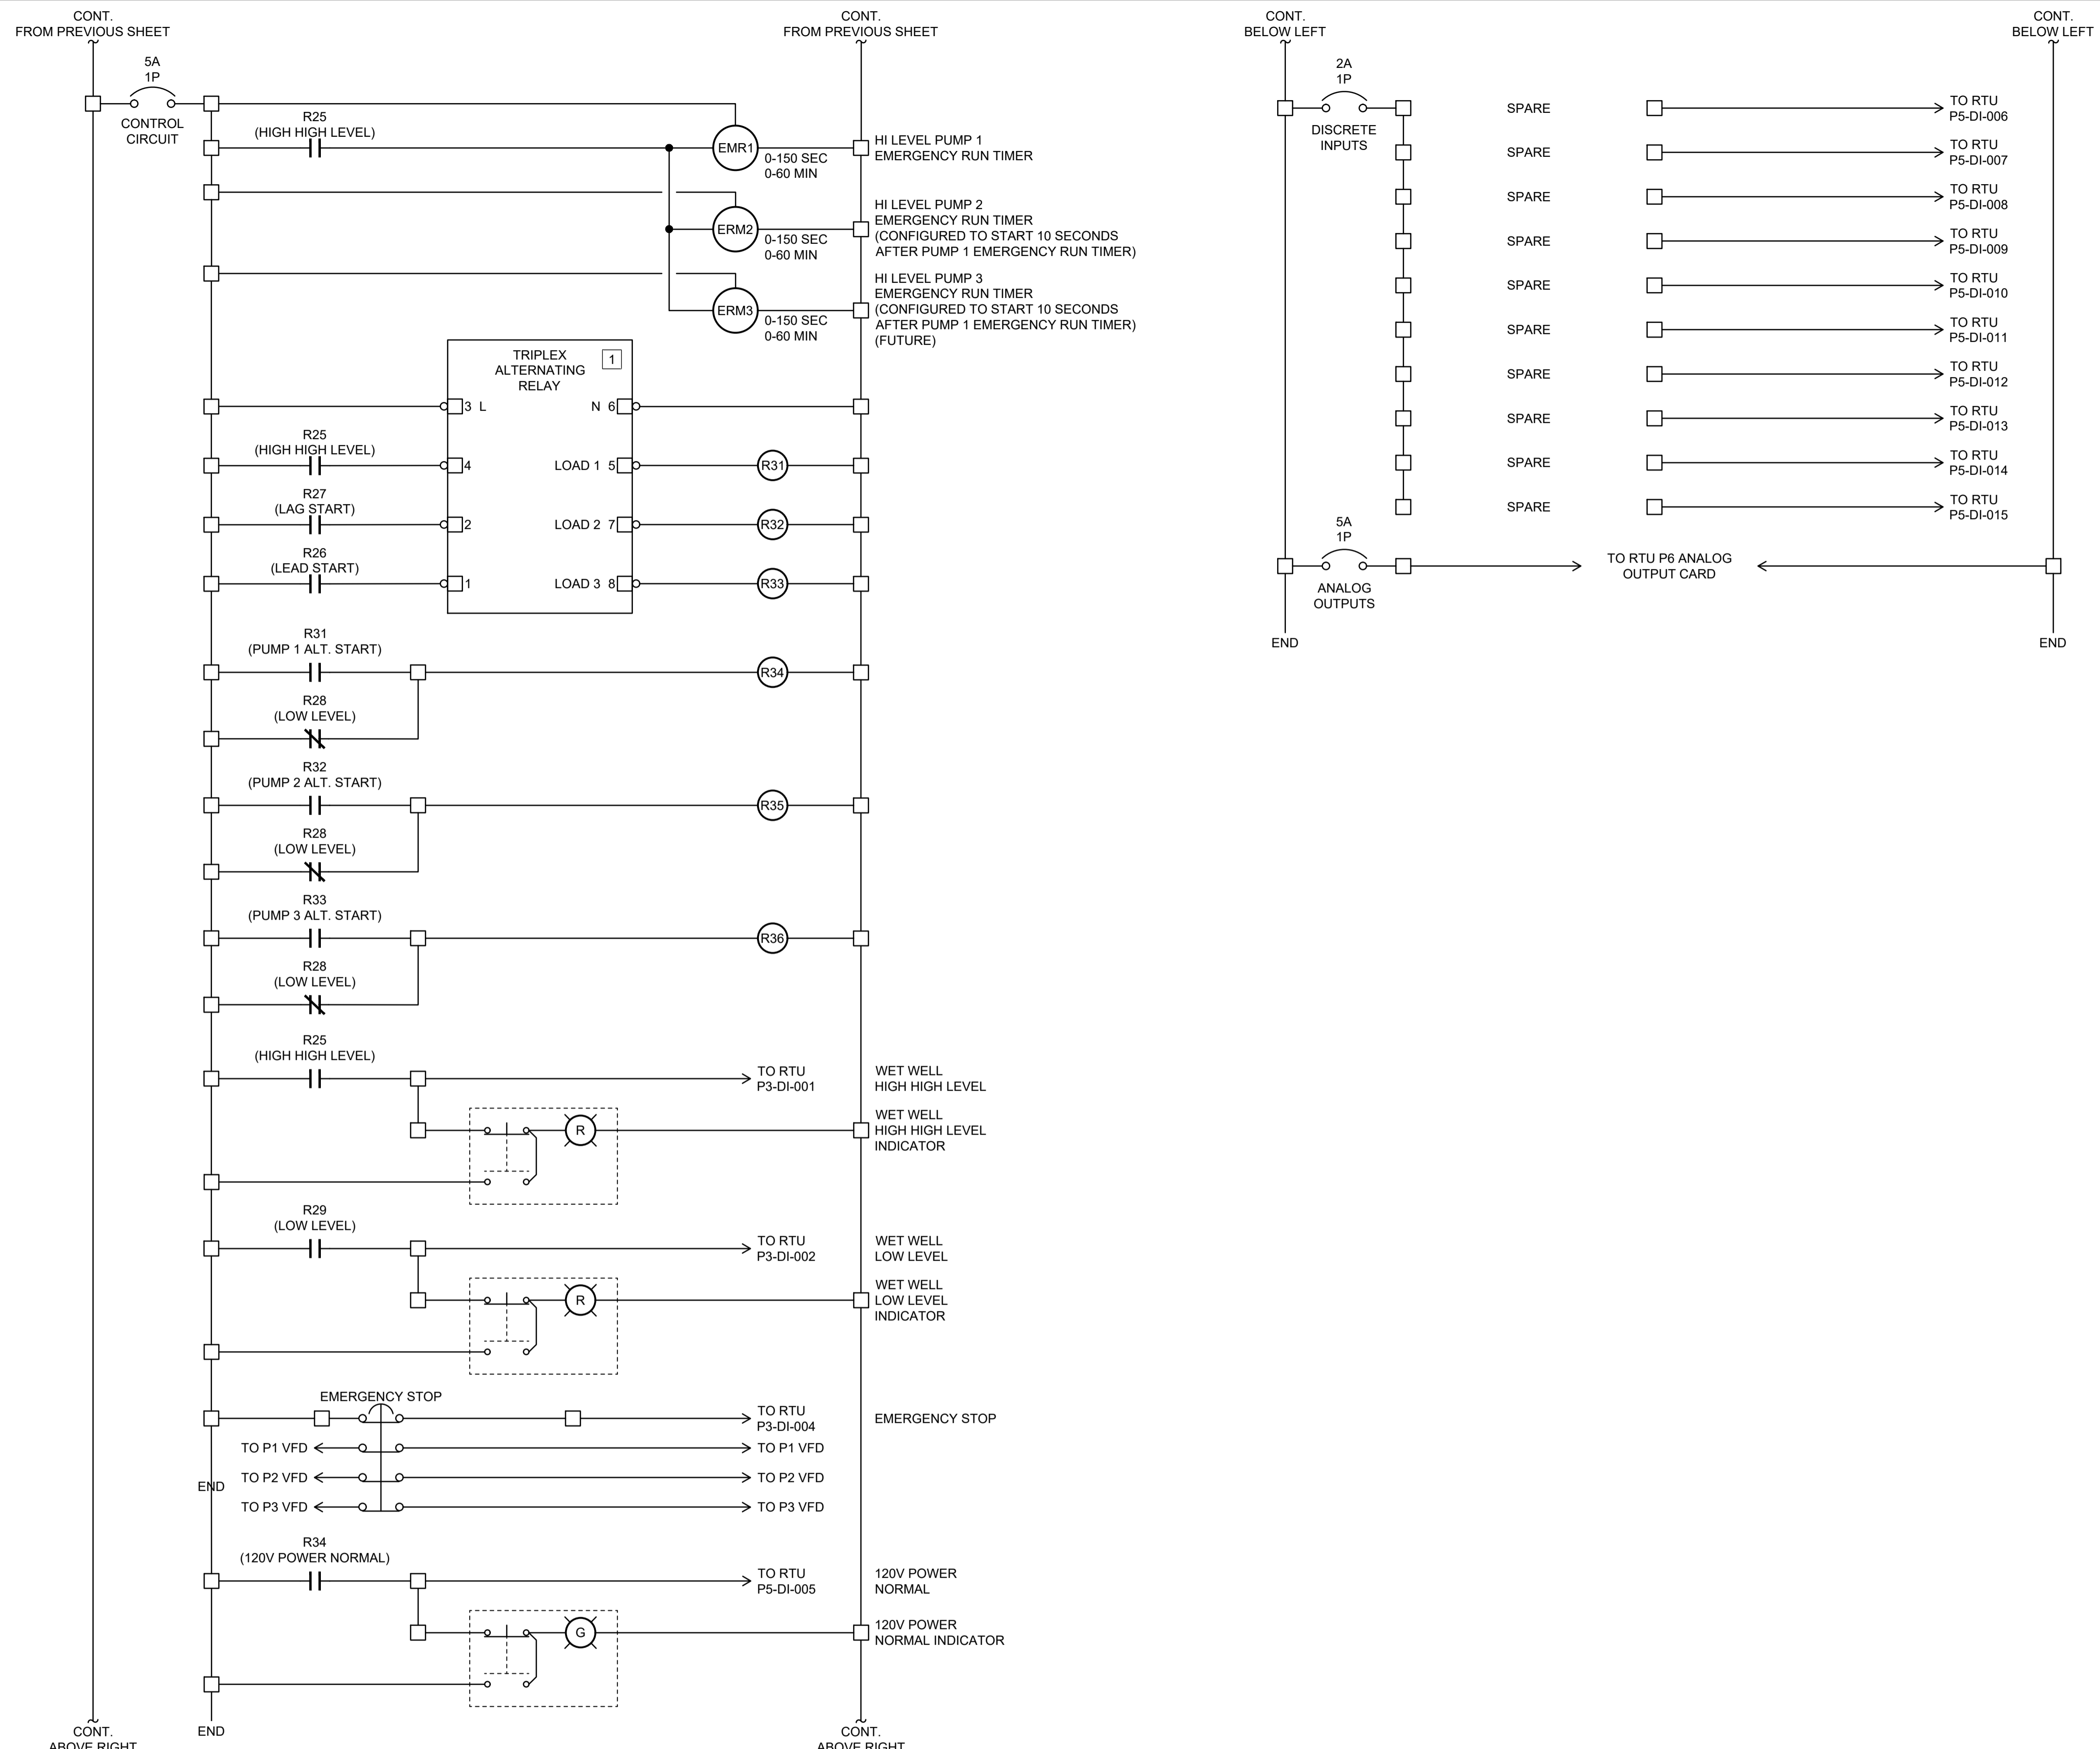 CONT.
FROM PREVIOUS SHEET
CONT.
FROM PREVIOUS SHEET
5A
1P
CONTROL
CIRCUIT
R25
(HIGH HIGH LEVEL)
EMR1
0-150 SEC
0-60 MIN
HI LEVEL PUMP 1
EMERGENCY RUN TIMER
ERM2
0-150 SEC
0-60 MIN
HI LEVEL PUMP 2
EMERGENCY RUN TIMER
(CONFIGURED TO START 10 SECONDS
AFTER PUMP 1 EMERGENCY RUN TIMER)
ERM3
0-150 SEC
0-60 MIN
HI LEVEL PUMP 3
EMERGENCY RUN TIMER
(CONFIGURED TO START 10 SECONDS
AFTER PUMP 1 EMERGENCY RUN TIMER)
(FUTURE)
TRIPLEX
ALTERNATING
RELAY
1
3 L
N 6
R25
(HIGH HIGH LEVEL)
4
LOAD 1 5
R31
R27
(LAG START)
2
LOAD 2 7
R32
R26
(LEAD START)
1
LOAD 3 8
R33
R31
(PUMP 1 ALT. START)
R34
R28
(LOW LEVEL)
R32
(PUMP 2 ALT. START)
R35
R28
(LOW LEVEL)
R33
(PUMP 3 ALT. START)
R36
R28
(LOW LEVEL)
R25
(HIGH HIGH LEVEL)
TO RTU
P3-DI-001
WET WELL
HIGH HIGH LEVEL
R
WET WELL
HIGH HIGH LEVEL
INDICATOR
R29
(LOW LEVEL)
TO RTU
P3-DI-002
WET WELL
LOW LEVEL
R
WET WELL
LOW LEVEL
INDICATOR
EMERGENCY STOP
TO RTU
P3-DI-004
EMERGENCY STOP
TO P1 VFD
TO P1 VFD
TO P2 VFD
TO P2 VFD
END
TO P3 VFD
TO P3 VFD
R34
(120V POWER NORMAL)
TO RTU
P5-DI-005
120V POWER
NORMAL
G
120V POWER
NORMAL INDICATOR
CONT.
ABOVE RIGHT
END
CONT.
ABOVE RIGHT
CONT.
BELOW LEFT
CONT.
BELOW LEFT
2A
1P
DISCRETE
INPUTS
SPARE
TO RTU
P5-DI-006
SPARE
TO RTU
P5-DI-007
SPARE
TO RTU
P5-DI-008
SPARE
TO RTU
P5-DI-009
SPARE
TO RTU
P5-DI-010
SPARE
TO RTU
P5-DI-011
SPARE
TO RTU
P5-DI-012
SPARE
TO RTU
P5-DI-013
SPARE
TO RTU
P5-DI-014
SPARE
TO RTU
P5-DI-015
5A
1P
ANALOG
OUTPUTS
TO RTU P6 ANALOG
OUTPUT CARD
END
END